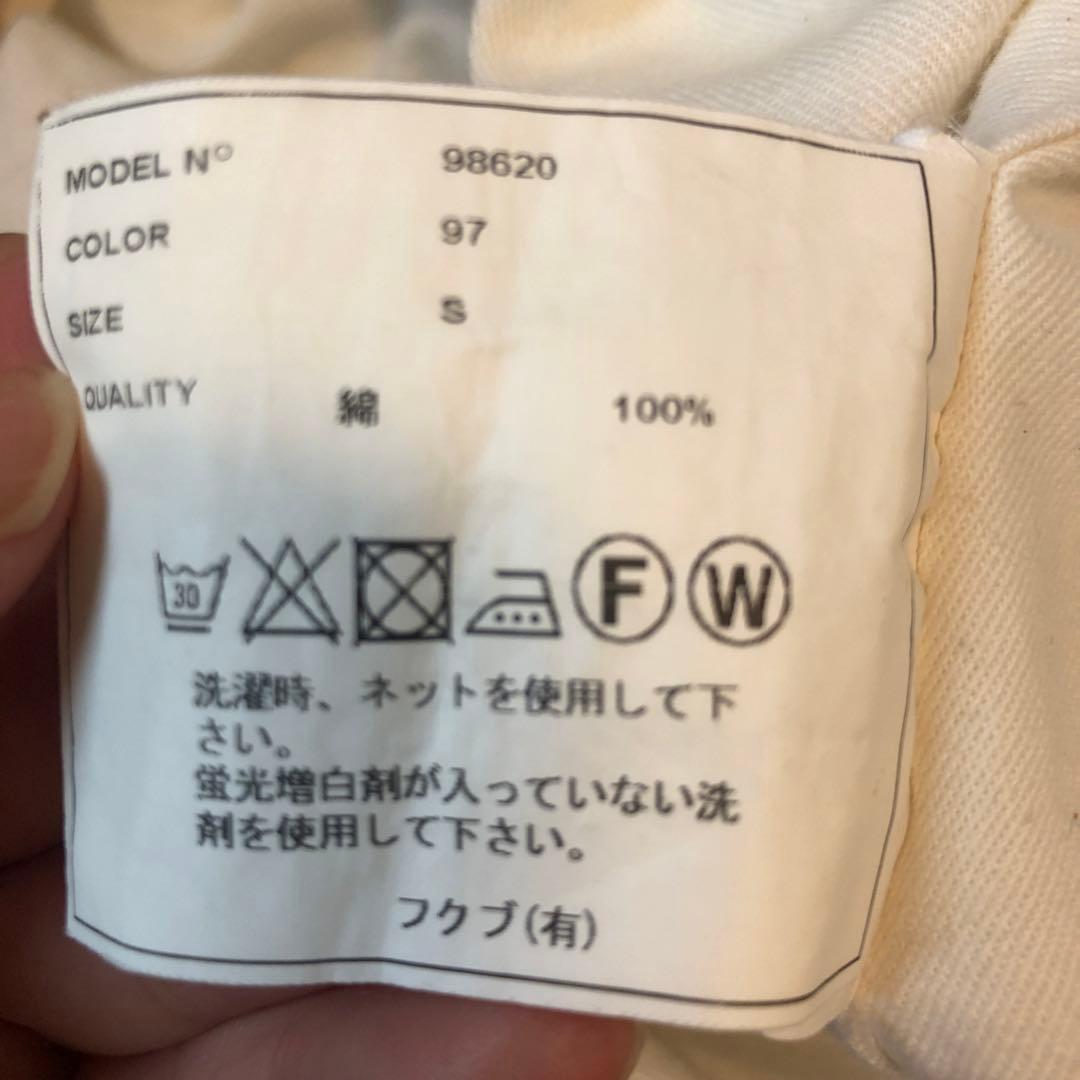 MODEL Nº 98620
COLOR 97
SIZE S
QUALITY 綿 100%
30 F W
洗濯時、ネットを使用して下
さい。
蛍光増白剤が入っていない洗
剤を使用して下さい。
フクブ(有)